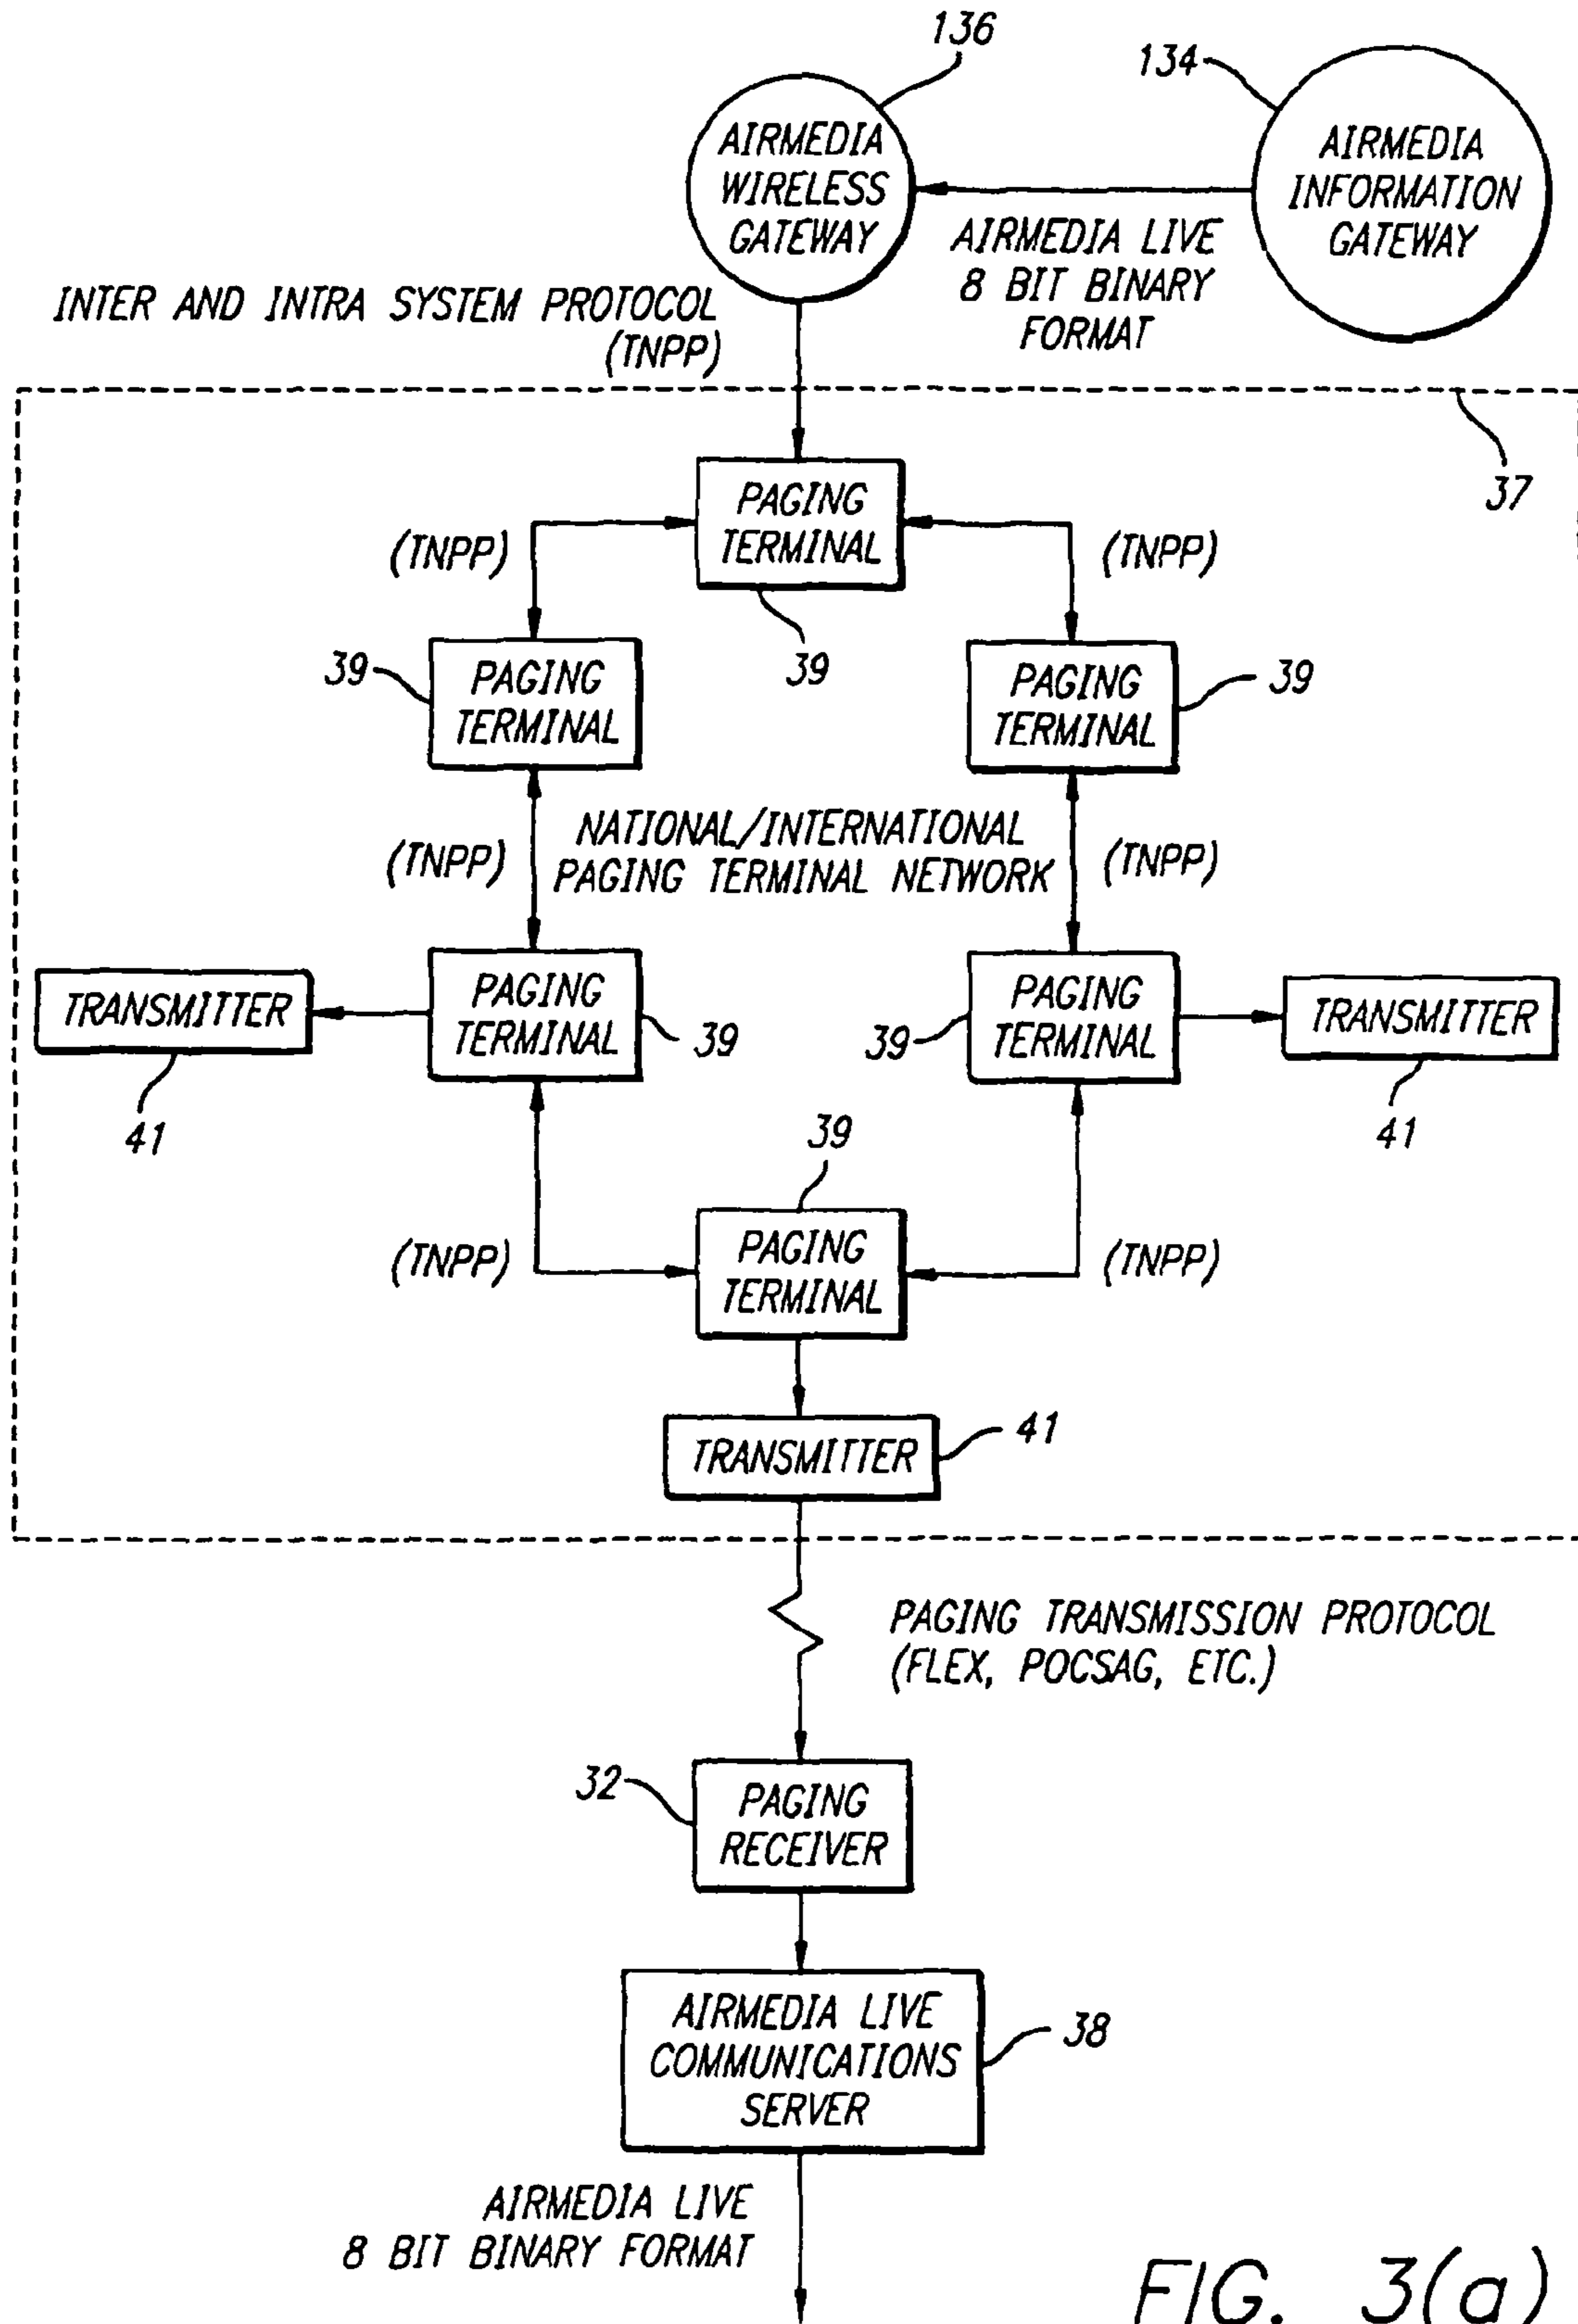 136
134
AIRMEDIA
WIRELESS
GATEWAY
AIRMEDIA
INFORMATION
GATEWAY
AIRMEDIA LIVE
8 BIT BINARY
FORMAT
INTER AND INTRA SYSTEM PROTOCOL
(TNPP)
37
PAGING
TERMINAL
39
(TNPP)
(TNPP)
39
PAGING
TERMINAL
PAGING
TERMINAL
39
(TNPP)
NATIONAL/INTERNATIONAL
PAGING TERMINAL NETWORK
(TNPP)
TRANSMITTER
41
PAGING
TERMINAL
39
39
PAGING
TERMINAL
TRANSMITTER
41
39
(TNPP)
PAGING
TERMINAL
(TNPP)
TRANSMITTER
41
PAGING TRANSMISSION PROTOCOL
(FLEX, POCSAG, ETC.)
32
PAGING
RECEIVER
AIRMEDIA LIVE
COMMUNICATIONS
SERVER
38
AIRMEDIA LIVE
8 BIT BINARY FORMAT
FIG. 3(a)